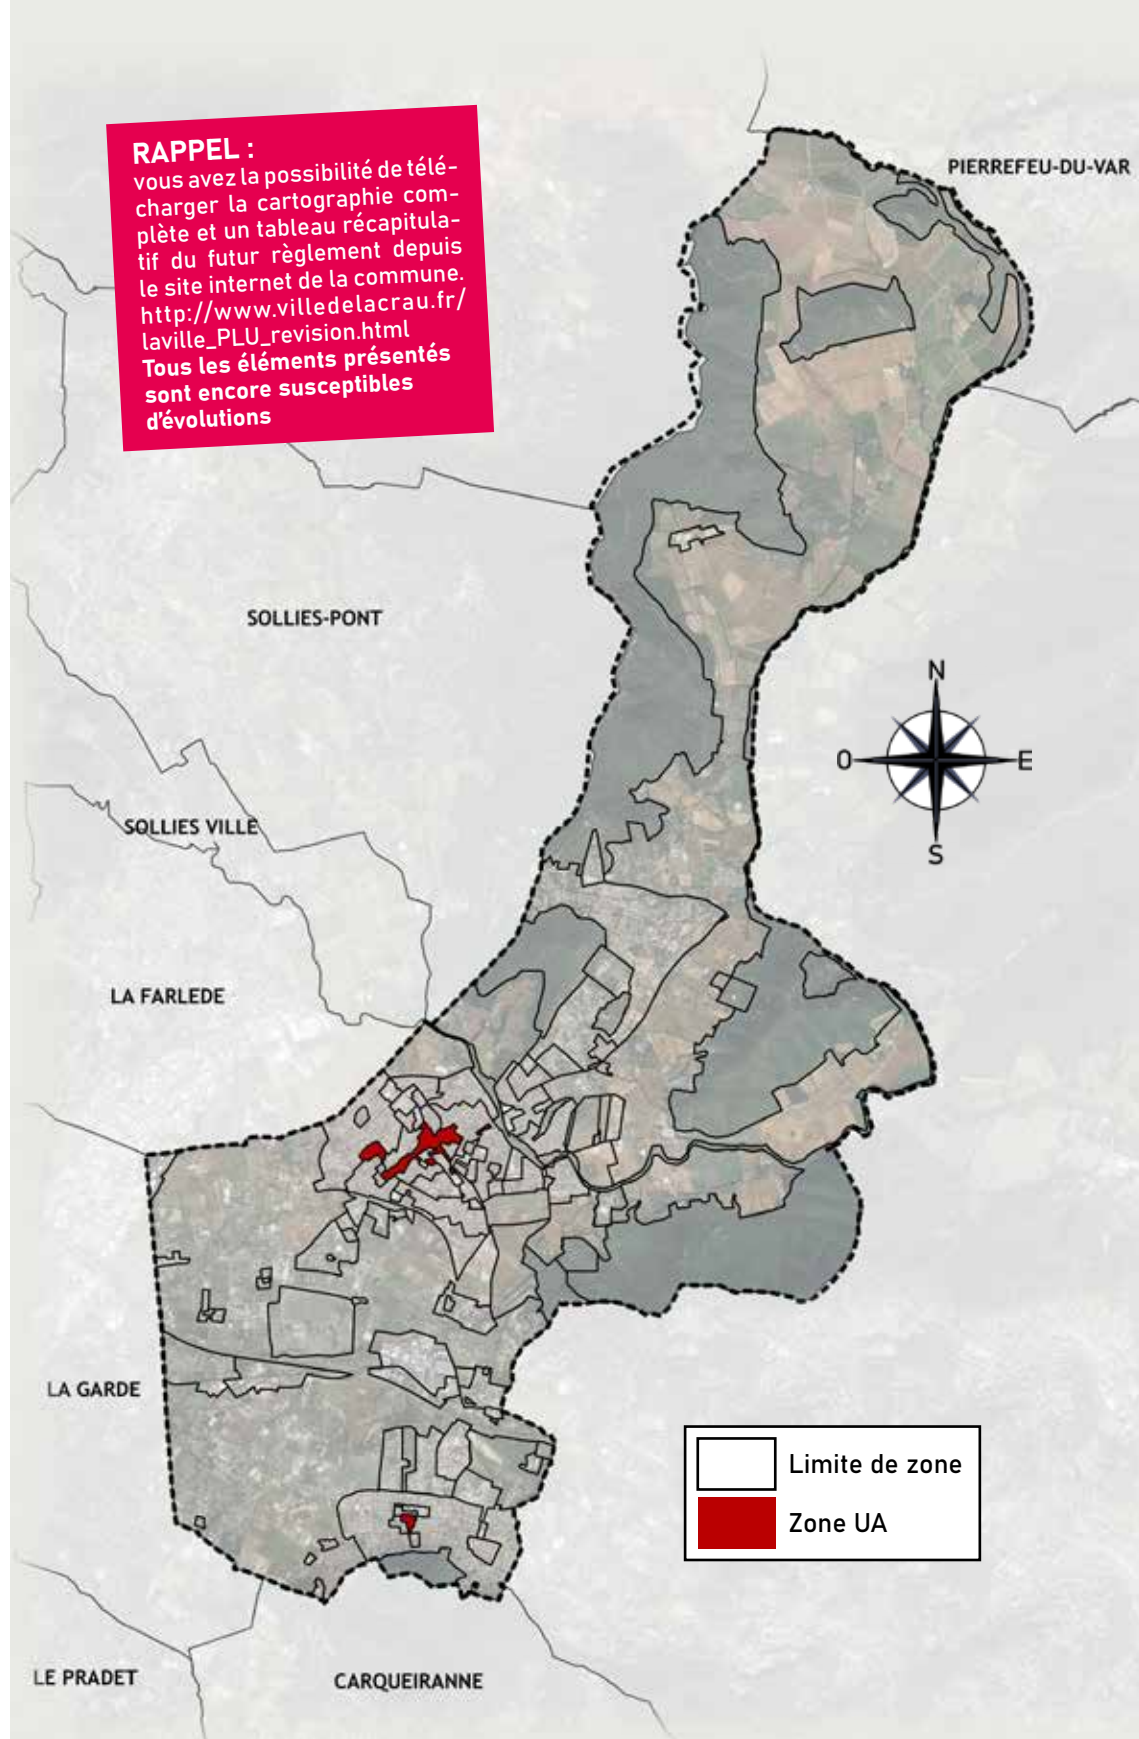 RAPPEL :
vous avez la possibilité de télé-
charger la cartographie com-
plète et un tableau récapitula-
tif du futur règlement depuis
le site internet de la commune.
http://www.villedelacrau.fr/
laville_PLU_revision.html
Tous les éléments présentés
sont encore susceptibles
d'évolutions
PIERREFEU-DU-VAR
SOLLIES-PONT
N
O
E
S
SOLLIES VILLE
LA FARLEDE
LA GARDE
Limite de zone
Zone UA
LE PRADET
CARQUEIRANNE